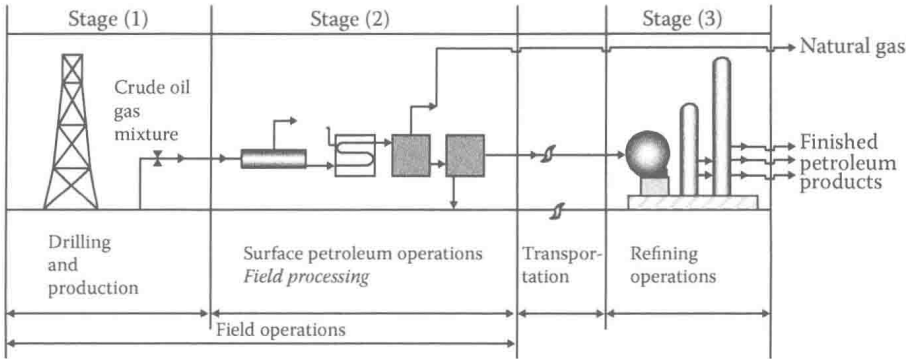 Stage (1)
Stage (2)
Stage (3)
Natural gas
Crude oil
gas
mixture
Finished
petroleum
products
Drilling
and
production
Surface petroleum operations
Field processing
Transpor-
tation
Refining
operations
Field operations